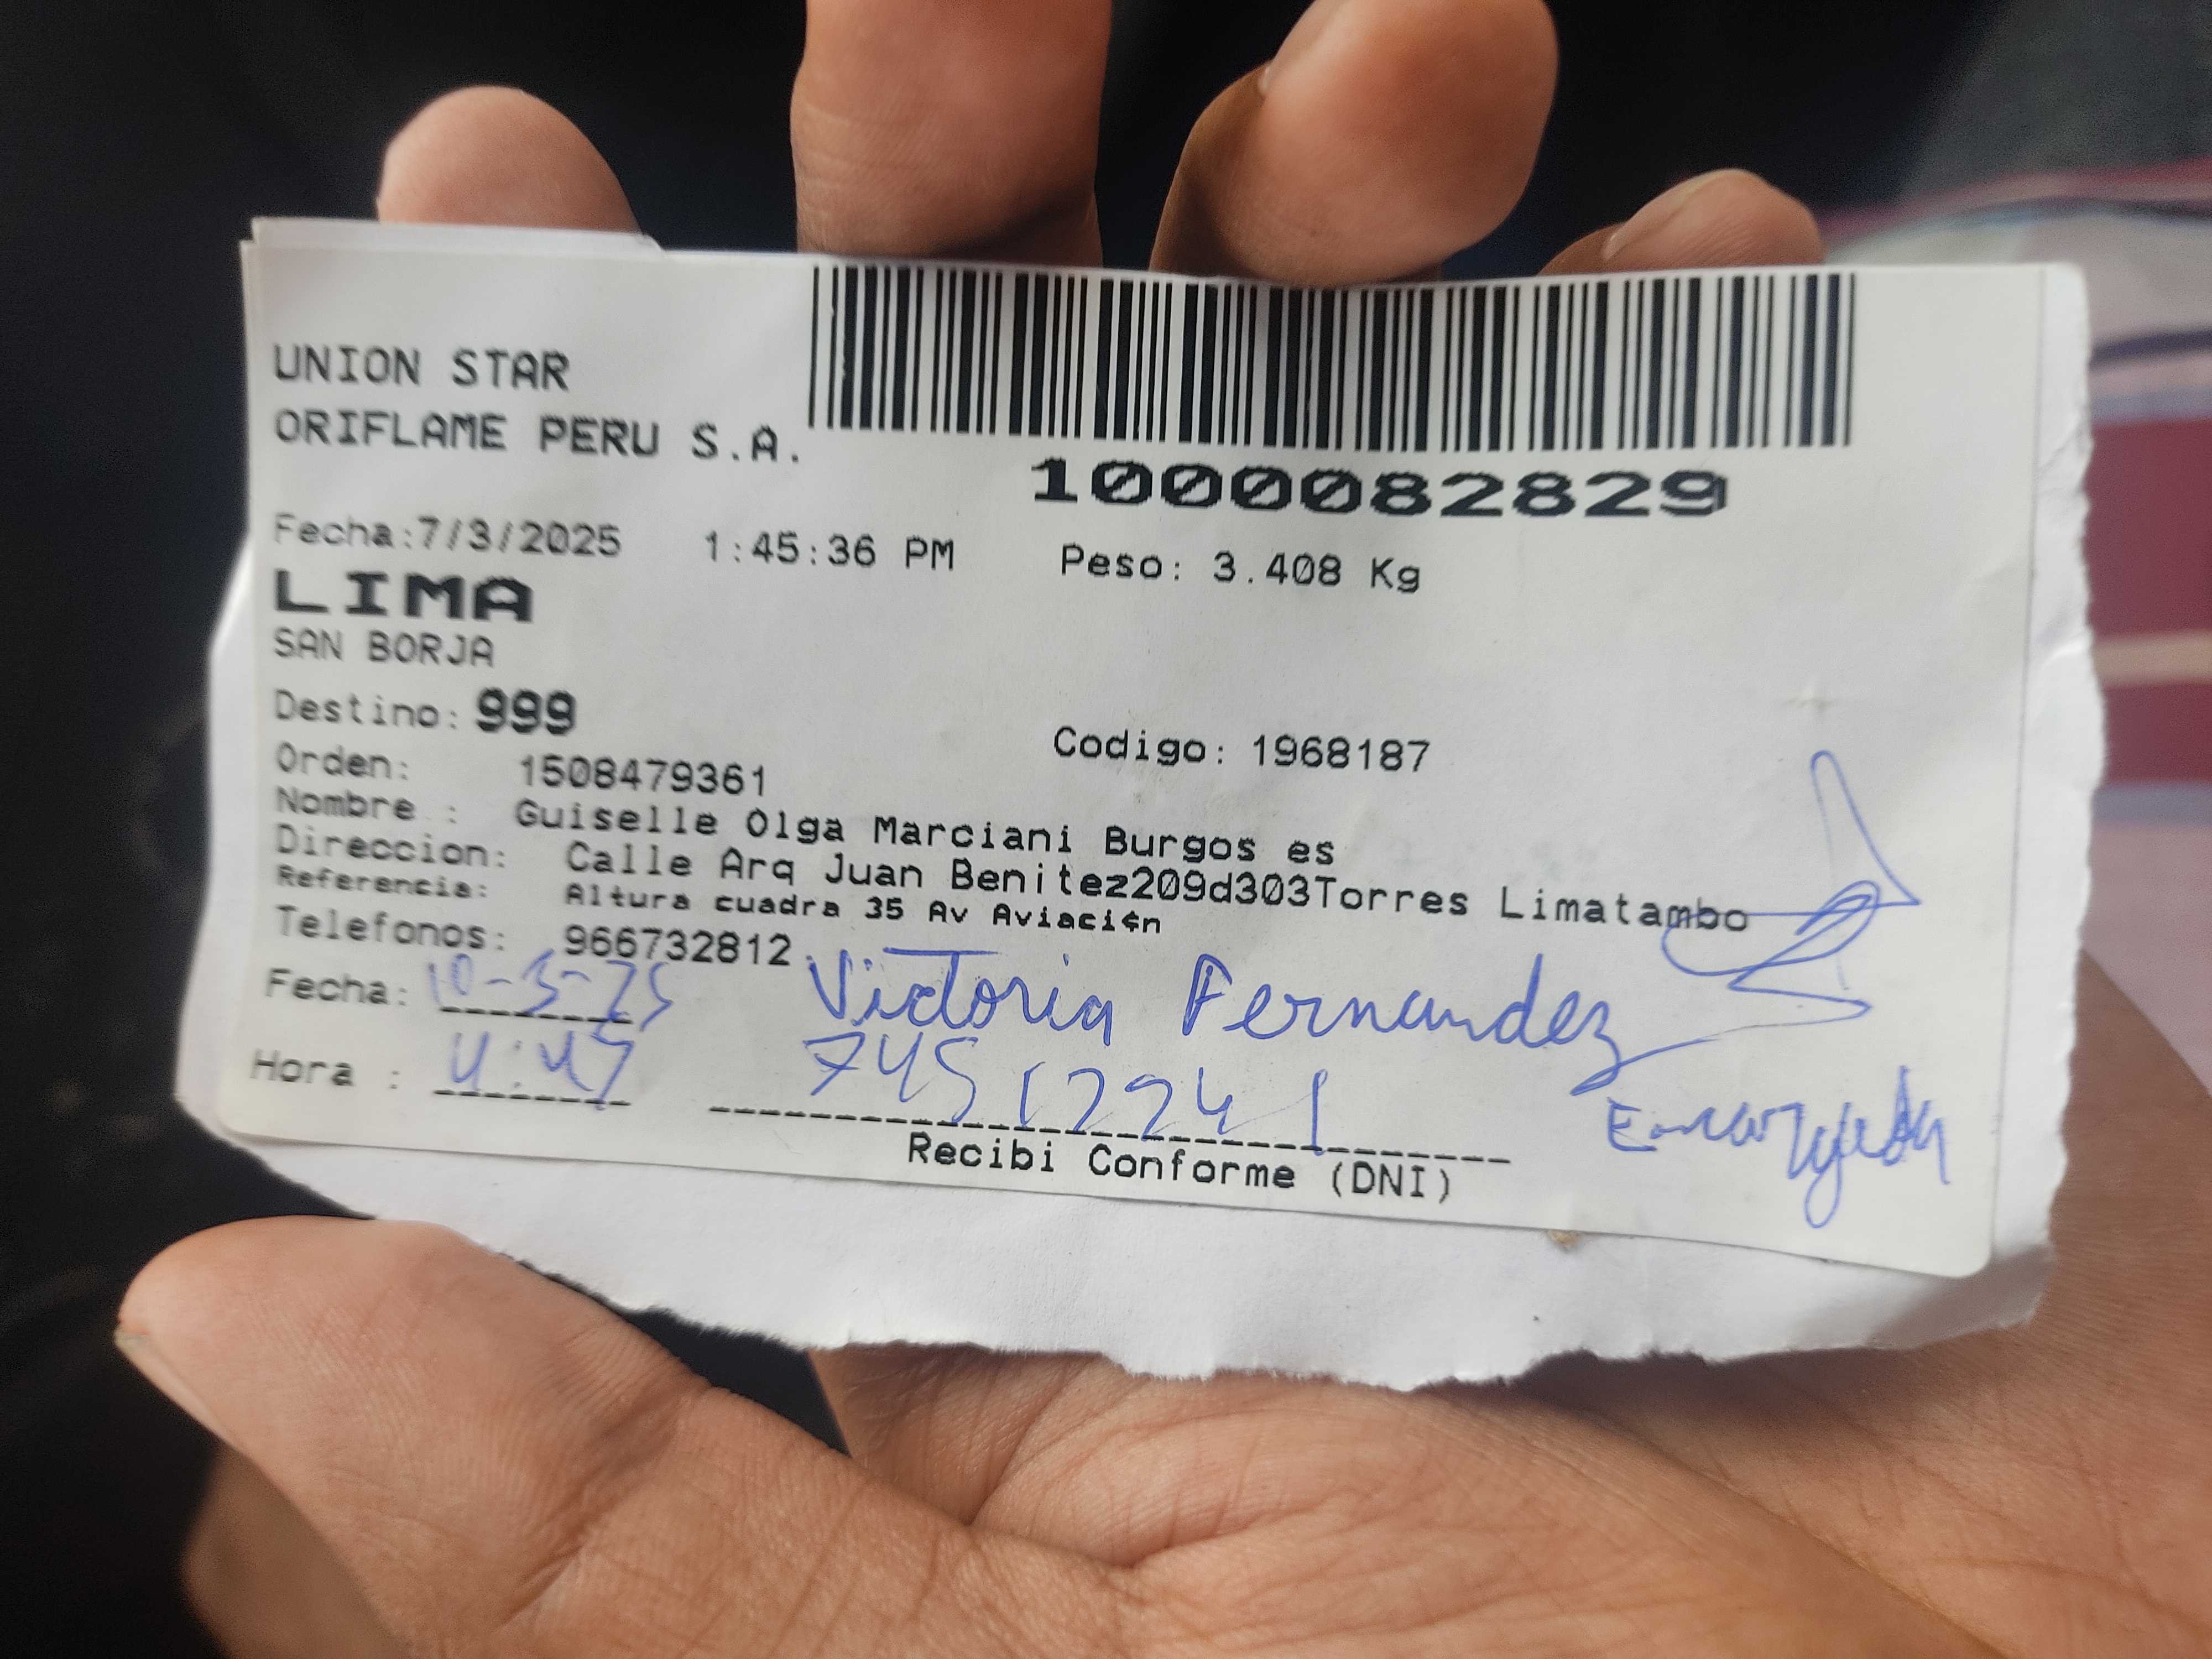 UNION STAR
ORIFLAME PERU S.A.
1000082829
Fecha:7/3/2025 1:45:36 PM Peso: 3.408 Kg
LIMA
SAN BORJA
Destino: 999
Codigo: 1968187
Orden: 1508479361
Nombre : Guiselle Olga Marciani Burgos es
Direccion: Calle Arq Juan Benitez209d303Torres Limatambo
Referencia: Altura cuadra 35 Av Aviaci¢n
Telefonos: 966732812
Fecha: 10-3-25 Victoria Fernandez
Hora : 4:45 74512241
Encargada
Recibi Conforme (DNI)